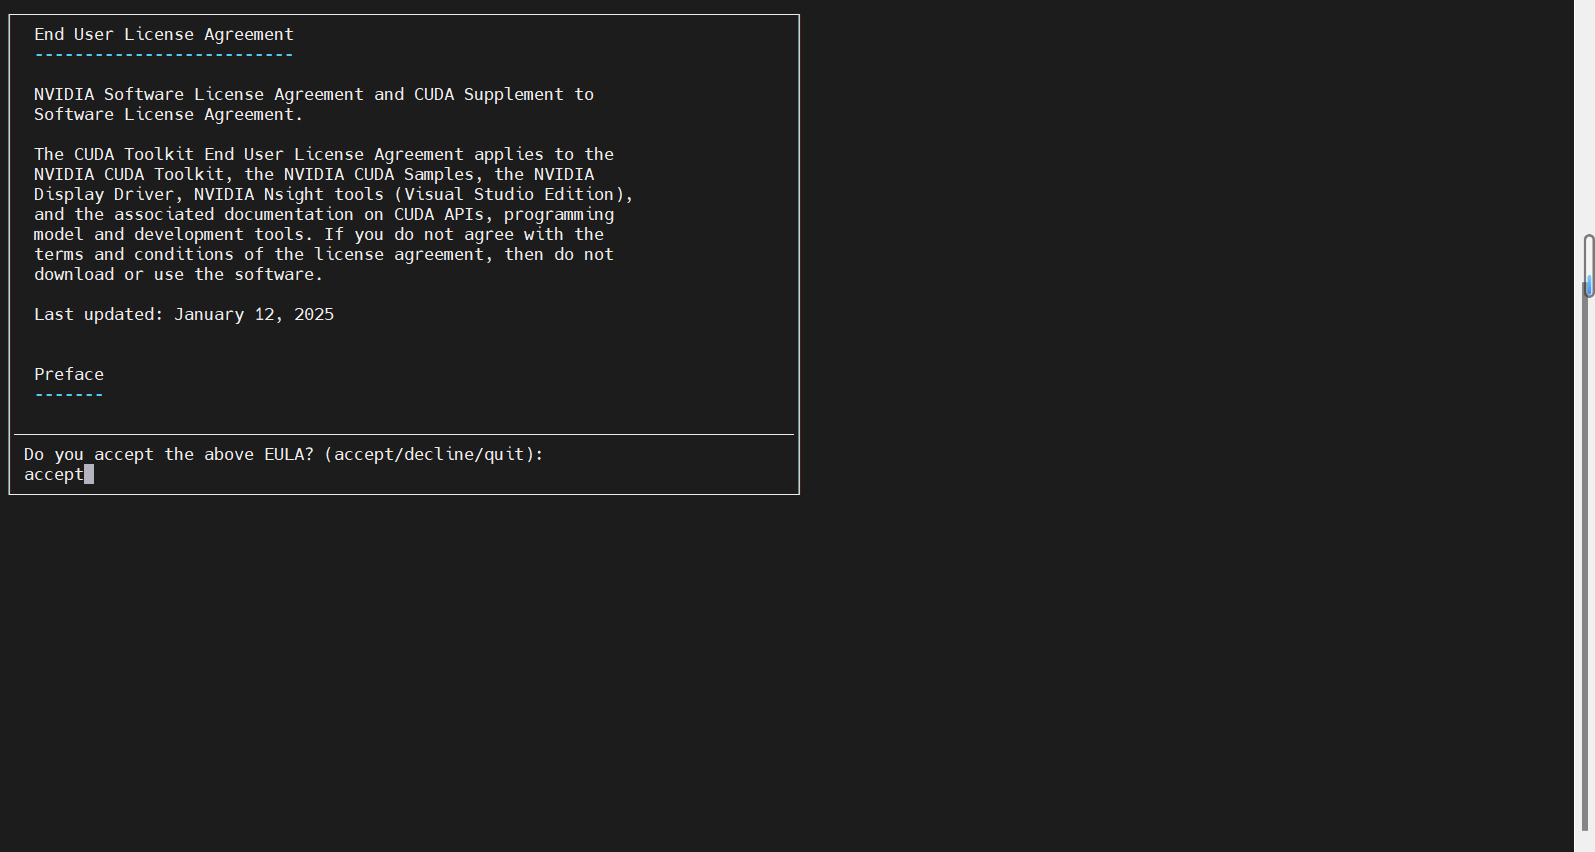 End User License Agreement
--------------------------
NVIDIA Software License Agreement and CUDA Supplement to
Software License Agreement.
The CUDA Toolkit End User License Agreement applies to the
NVIDIA CUDA Toolkit, the NVIDIA CUDA Samples, the NVIDIA
Display Driver, NVIDIA Nsight tools (Visual Studio Edition),
and the associated documentation on CUDA APIs, programming
model and development tools. If you do not agree with the
terms and conditions of the license agreement, then do not
download or use the software.
Last updated: January 12, 2025
Preface
-------
Do you accept the above EULA? (accept/decline/quit):
accept